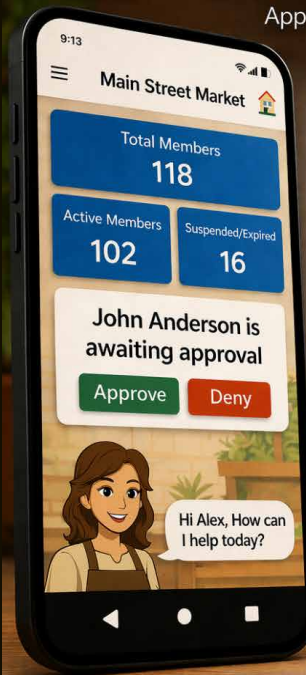 App
9:13
Main Street Market
Total Members
118
Active Members
102
Suspended/Expired
16
John Anderson is
awaiting approval
Approve
Deny
Hi Alex, How can
I help today?